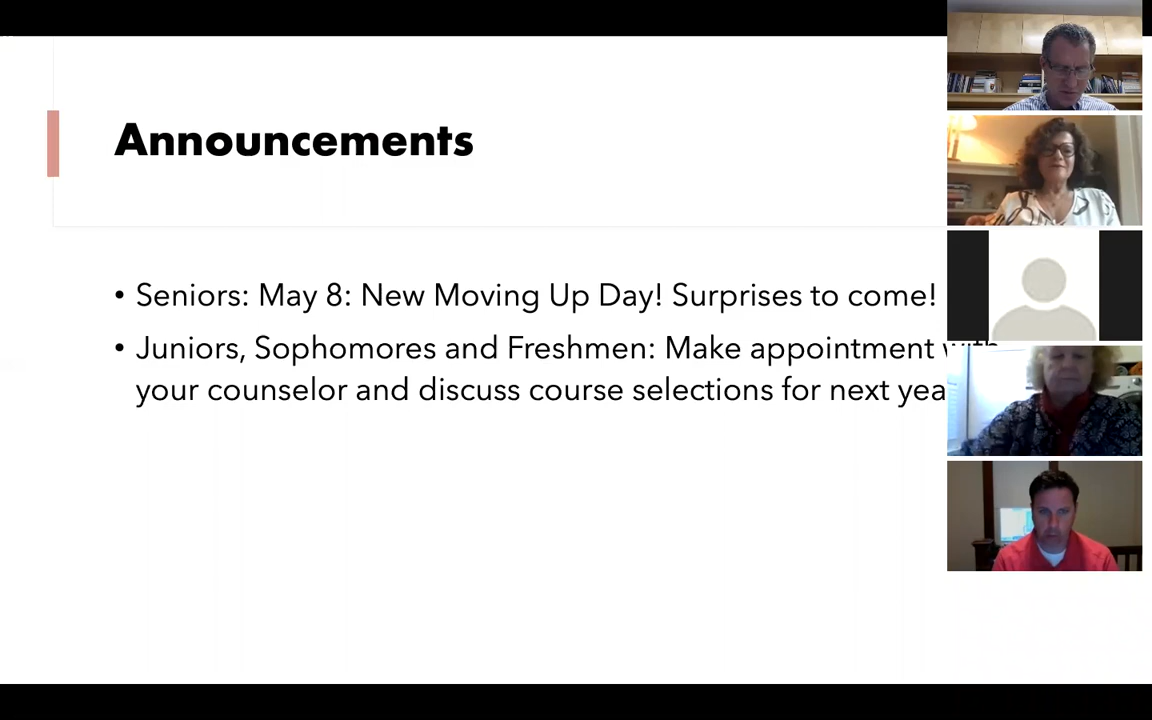 Announcements
• Seniors: May 8: New Moving Up Day! Surprises to come!
• Juniors, Sophomores and Freshmen: Make appointment with
your counselor and discuss course selections for next yea